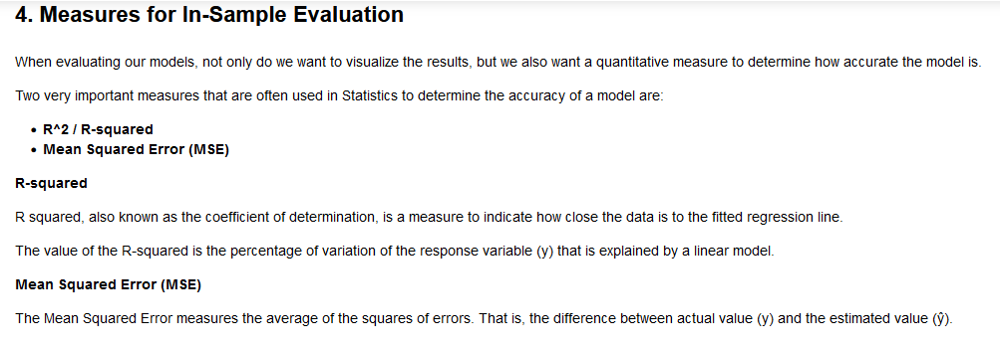 4. Measures for In-Sample Evaluation
When evaluating our models, not only do we want to visualize the results, but we also want a quantitative measure to determine how accurate the model is.
Two very important measures that are often used in Statistics to determine the accuracy of a model are:
• R^2 / R-squared
• Mean Squared Error (MSE)
R-squared
R squared, also known as the coefficient of determination, is a measure to indicate how close the data is to the fitted regression line.
The value of the R-squared is the percentage of variation of the response variable (y) that is explained by a linear model.
Mean Squared Error (MSE)
The Mean Squared Error measures the average of the squares of errors. That is, the difference between actual value (y) and the estimated value (ŷ).